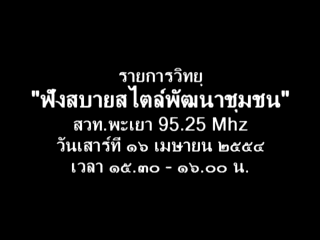 รายการวิทยุ
"ฟังสบายสไตล์พัฒนาชุมชน"
สวท.พะเยา 95.25 Mhz
วันเสาร์ที่ ๑๖ เมษายน ๒๕๕๔
เวลา ๑๕.๓๐ - ๑๖.๐๐ น.